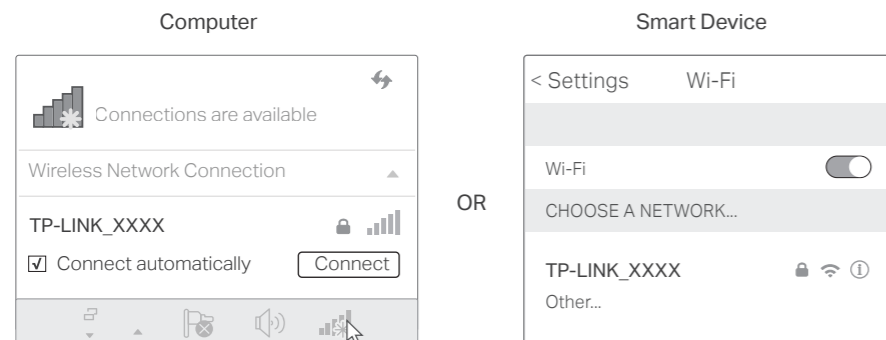 Computer
Connections are available
Wireless Network Connection
TP-LINK_XXXX
Connect automatically Connect
OR
Smart Device
< Settings Wi-Fi
Wi-Fi
CHOOSE A NETWORK...
TP-LINK_XXXX
Other...